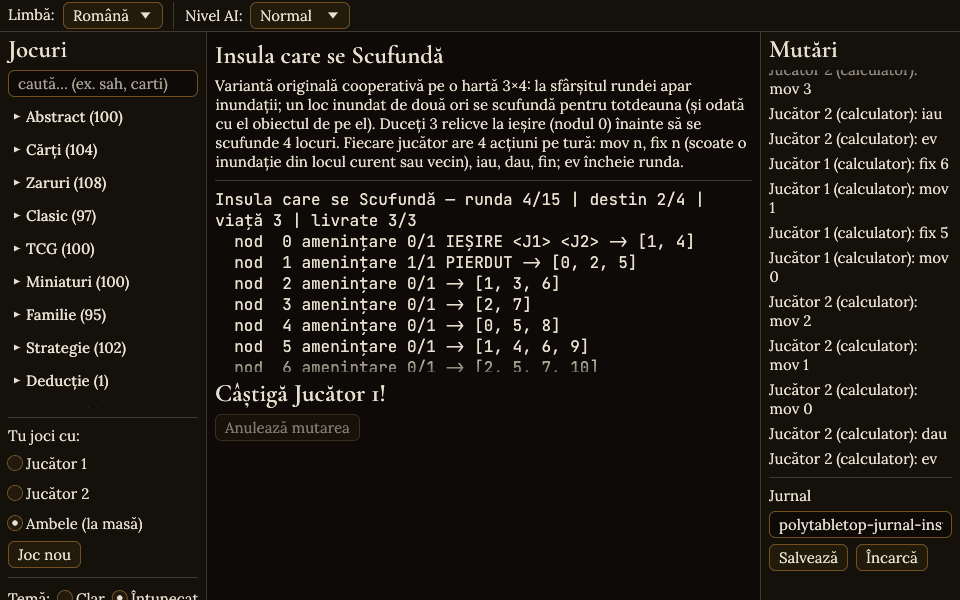 Limbă: Română ▼ Nivel AI: Normal ▼
Jocuri
caută... (ex. sah, carti)
▸ Abstract (100)
▸ Cărți (104)
▸ Zaruri (108)
▸ Clasic (97)
▸ TCG (100)
▸ Miniaturi (100)
▸ Familie (95)
▸ Strategie (102)
▸ Deducție (1)
Tu joci cu:
Jucător 1
Jucător 2
Ambele (la masă)
Joc nou
Temă: Clar Întunecat
Insula care se Scufundă
Variantă originală cooperativă pe o hartă 3×4: la sfârșitul rundei apar
inundații; un loc inundat de două ori se scufundă pentru totdeauna (și odată
cu el obiectul de pe el). Duceți 3 relicve la ieșire (nodul 0) înainte să se
scufunde 4 locuri. Fiecare jucător are 4 acțiuni pe tură: mov n, fix n (scoate o
inundație din locul curent sau vecin), iau, dau, fin; ev încheie runda.
Insula care se Scufundă — runda 4/15 | destin 2/4 |
viață 3 | livrate 3/3
nod 0 amenințare 0/1 IEȘIRE <J1> <J2> -> [1, 4]
nod 1 amenințare 1/1 PIERDUT -> [0, 2, 5]
nod 2 amenințare 0/1 -> [1, 3, 6]
nod 3 amenințare 0/1 -> [2, 7]
nod 4 amenințare 0/1 -> [0, 5, 8]
nod 5 amenințare 0/1 -> [1, 4, 6, 9]
nod 6 amenințare 0/1 -> [2, 5, 7, 10]
Câștigă Jucător 1!
Anulează mutarea
Mutări
Jucător 2 (calculator):
mov 3
Jucător 2 (calculator): iau
Jucător 2 (calculator): ev
Jucător 1 (calculator): fix 6
Jucător 1 (calculator): mov
1
Jucător 1 (calculator): fix 5
Jucător 1 (calculator): mov
0
Jucător 2 (calculator):
mov 2
Jucător 2 (calculator):
mov 1
Jucător 2 (calculator):
mov 0
Jucător 2 (calculator): dau
Jucător 2 (calculator): ev
Jurnal
polytabletop-jurnal-ins
Salvează Încarcă